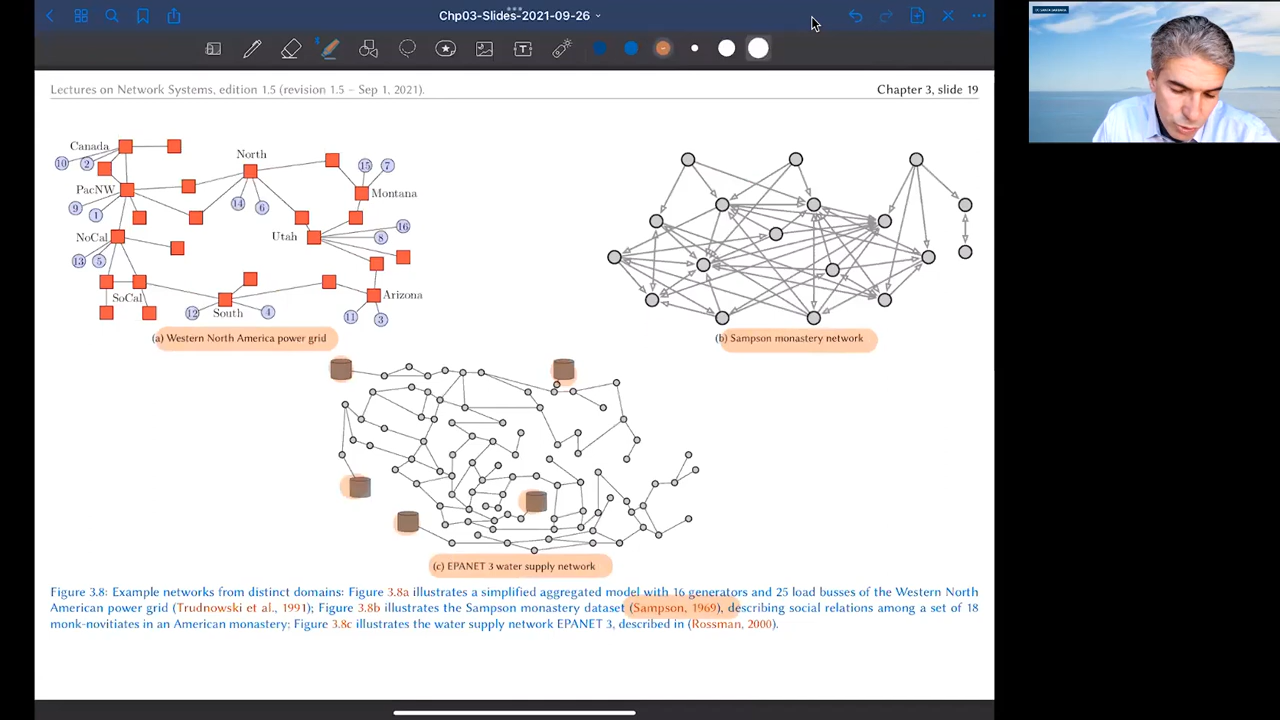 Chp03-Slides-2021-09-26
Lectures on Network Systems, edition 1.5 (revision 1.5 – Sep 1, 2021).
Chapter 3, slide 19
Canada
10
2
PacNW
9
1
NoCal
13
5
SoCal
North
14
6
15
7
Montana
16
Utah
8
Arizona
11
3
12
South
4
(a) Western North America power grid
(b) Sampson monastery network
(c) EPANET 3 water supply network
Figure 3.8: Example networks from distinct domains: Figure 3.8a illustrates a simplified aggregated model with 16 generators and 25 load busses of the Western North
American power grid (Trudnowski et al., 1991); Figure 3.8b illustrates the Sampson monastery dataset (Sampson, 1969), describing social relations among a set of 18
monk-novitiates in an American monastery; Figure 3.8c illustrates the water supply network EPANET 3, described in (Rossman, 2000).